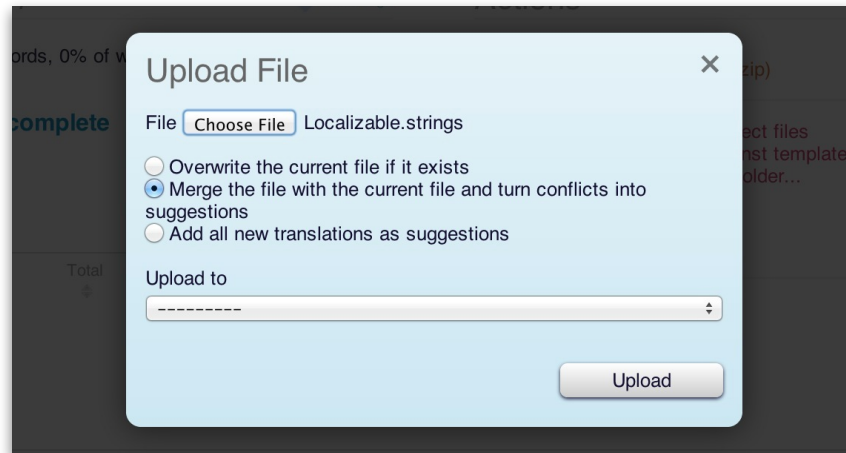 ords, 0% of w
complete
Total
Upload File
×
File Choose File Localizable.strings
Overwrite the current file if it exists
Merge the file with the current file and turn conflicts into
suggestions
Add all new translations as suggestions
Upload to
---------
Upload
zip)
ect files
nst template
older...